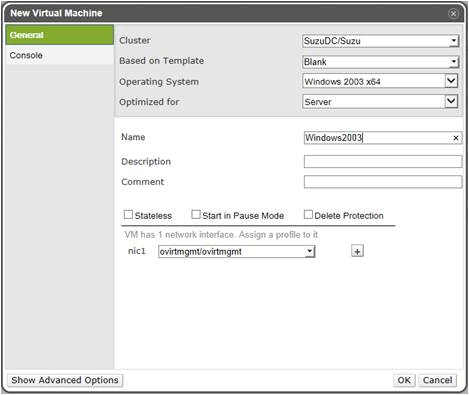 New Virtual Machine
General
Console
Cluster SuzuDC/Suzu
Based on Template Blank
Operating System Windows 2003 x64
Optimized for Server
Name Windows2003
Description
Comment
Stateless Start in Pause Mode Delete Protection
VM has 1 network interface. Assign a profile to it.
nic1 ovirtmgmt/ovirtmgmt +
Show Advanced Options OK Cancel